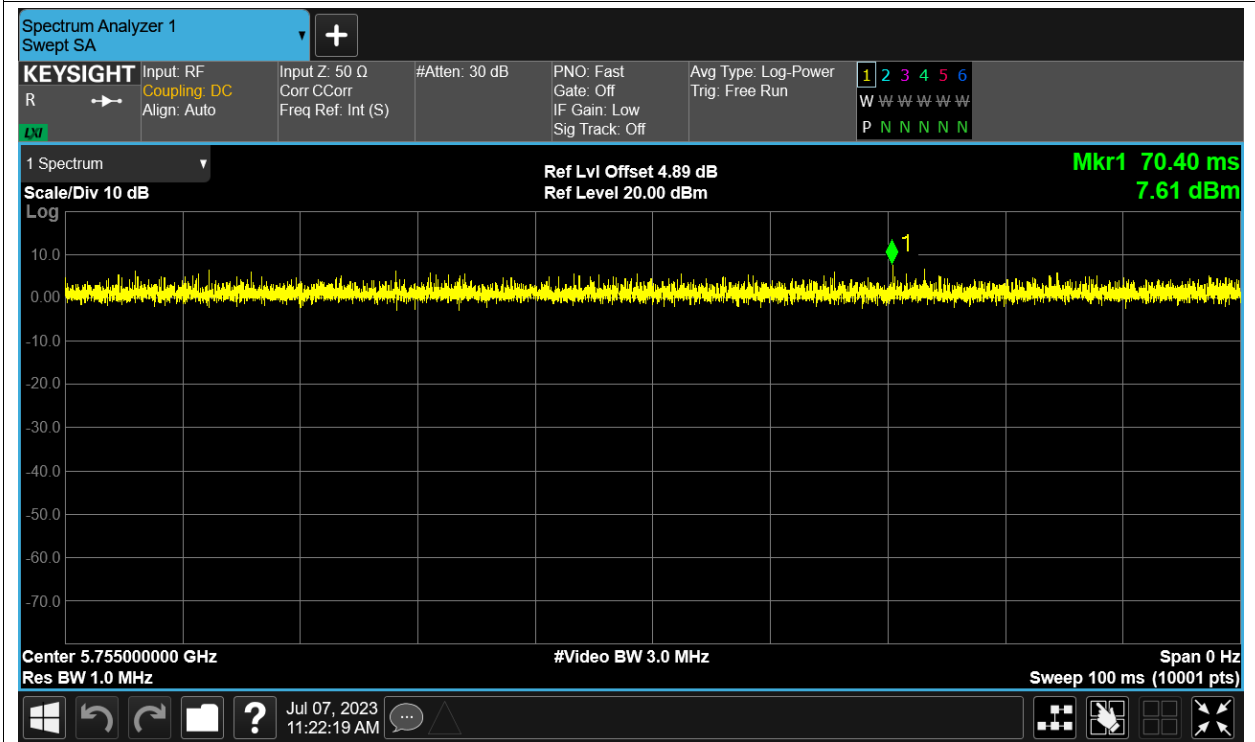 Spectrum Analyzer 1
Swept SA
+
KEYSIGHT
R
LXI
Input: RF
Coupling: DC
Align: Auto
Input Z: 50 Ω
Corr CCorr
Freq Ref: Int (S)
#Atten: 30 dB
PNO: Fast
Gate: Off
IF Gain: Low
Sig Track: Off
Avg Type: Log-Power
Trig: Free Run
1 2 3 4 5 6
W W W W W W
P N N N N N
1 Spectrum
Scale/Div 10 dB
Ref Lvl Offset 4.89 dB
Ref Level 20.00 dBm
Mkr1 70.40 ms
7.61 dBm
Log
1
10.0
0.00
-10.0
-20.0
-30.0
-40.0
-50.0
-60.0
-70.0
Center 5.755000000 GHz
#Video BW 3.0 MHz
Span 0 Hz
Res BW 1.0 MHz
Sweep 100 ms (10001 pts)
?
Jul 07, 2023
11:22:19 AM